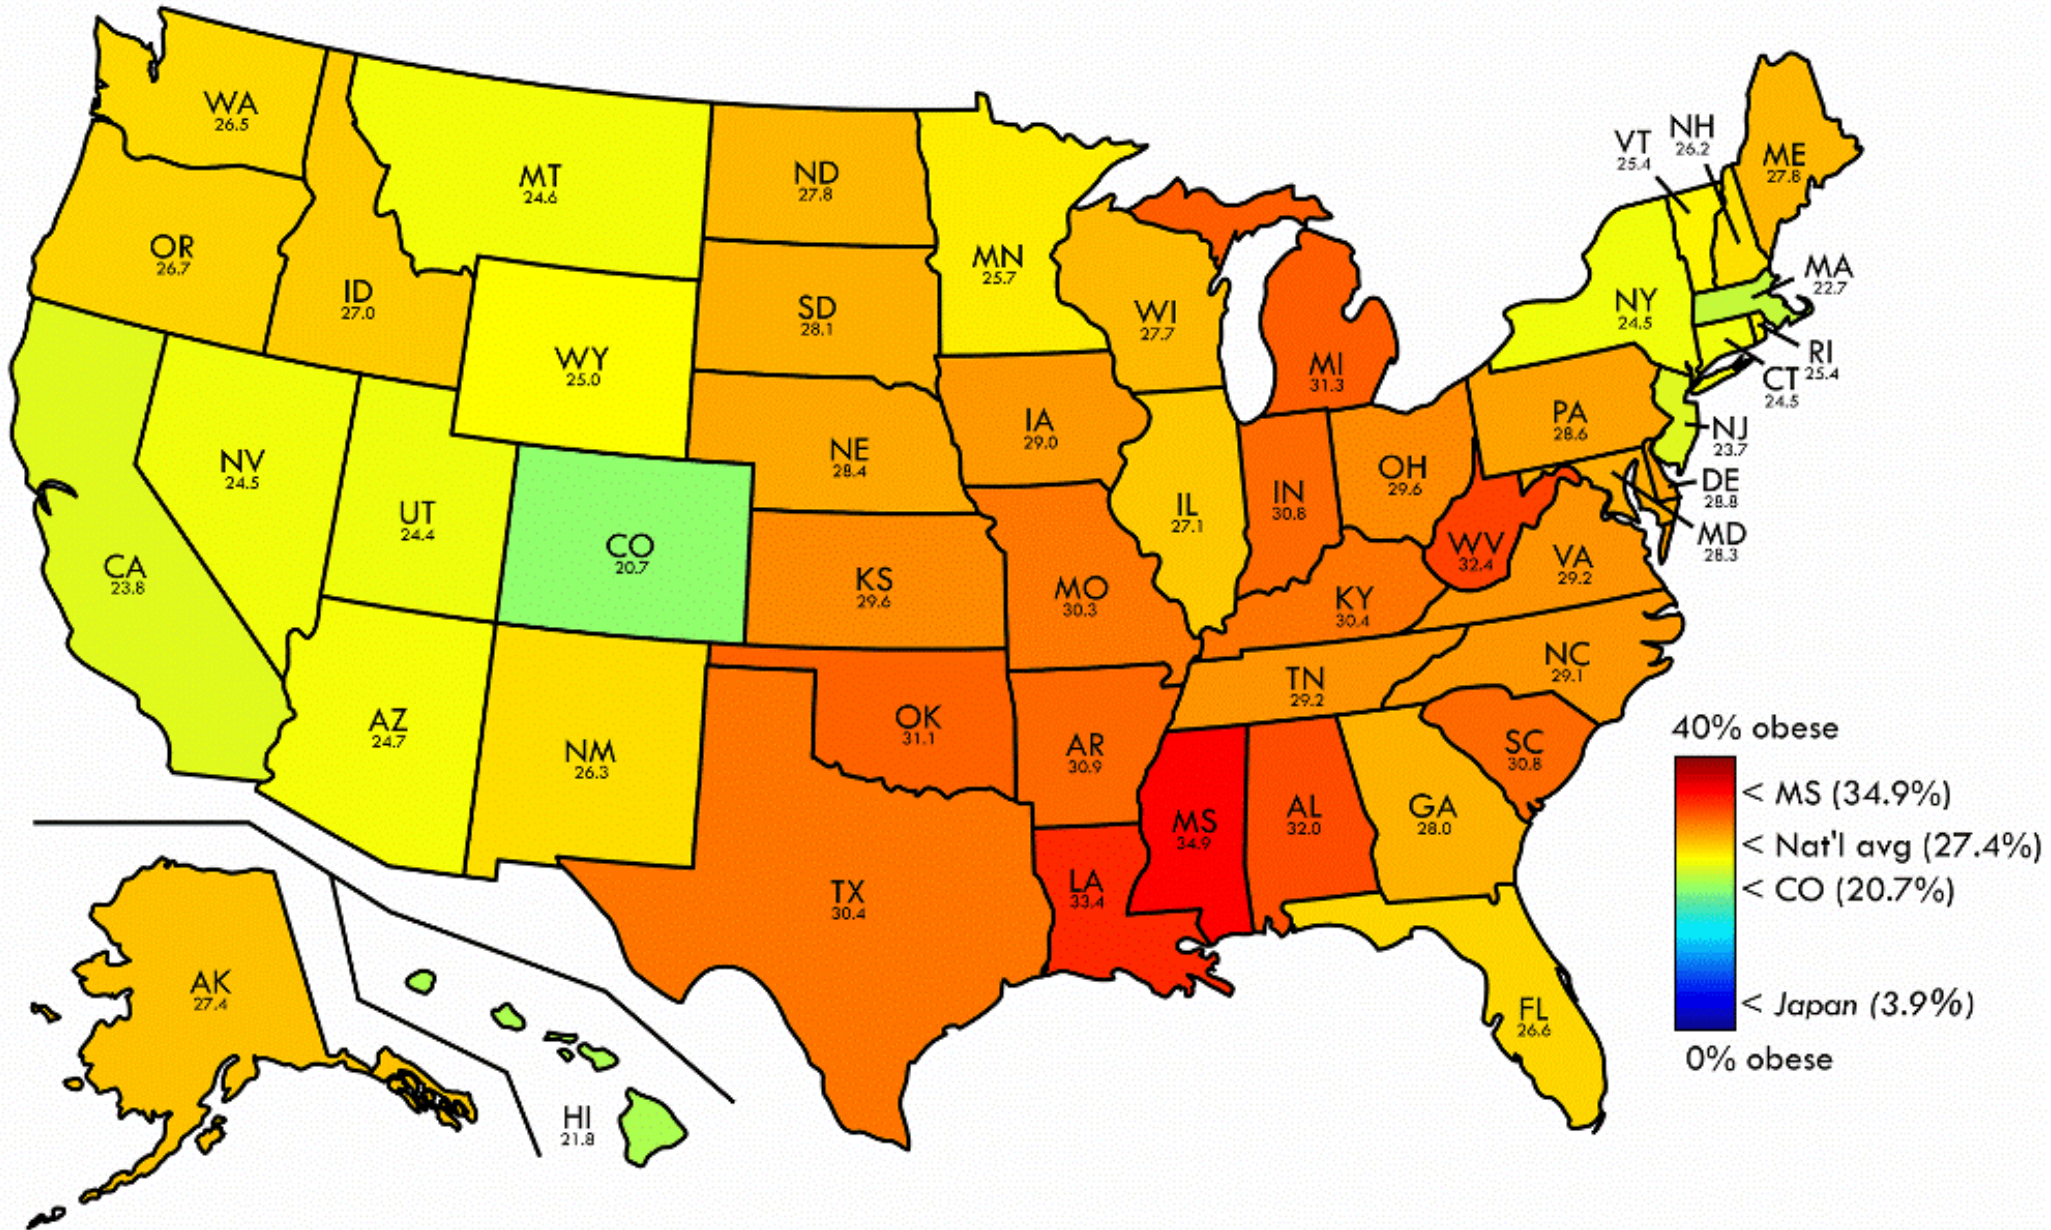 WA
26.5
OR
26.7
ID
27.0
MT
24.6
WY
25.0
ND
27.8
SD
28.1
NE
28.4
MN
25.7
WI
27.7
IA
29.0
MI
31.3
VT
25.4
NH
26.2
ME
27.8
MA
22.7
NY
24.5
RI
25.4
CT
24.5
PA
28.6
NJ
23.7
DE
28.8
MD
28.3
CA
23.8
NV
24.5
UT
24.4
CO
20.7
KS
29.6
MO
30.3
IL
27.1
IN
30.8
OH
29.6
WV
32.4
VA
29.2
KY
30.4
AZ
24.7
NM
26.3
OK
31.1
AR
30.9
TN
29.2
NC
29.1
SC
30.8
TX
30.4
LA
33.4
MS
34.9
AL
32.0
GA
28.0
FL
26.6
AK
27.4
HI
21.8
40% obese
< MS (34.9%)
< Nat'l avg (27.4%)
< CO (20.7%)
< Japan (3.9%)
0% obese